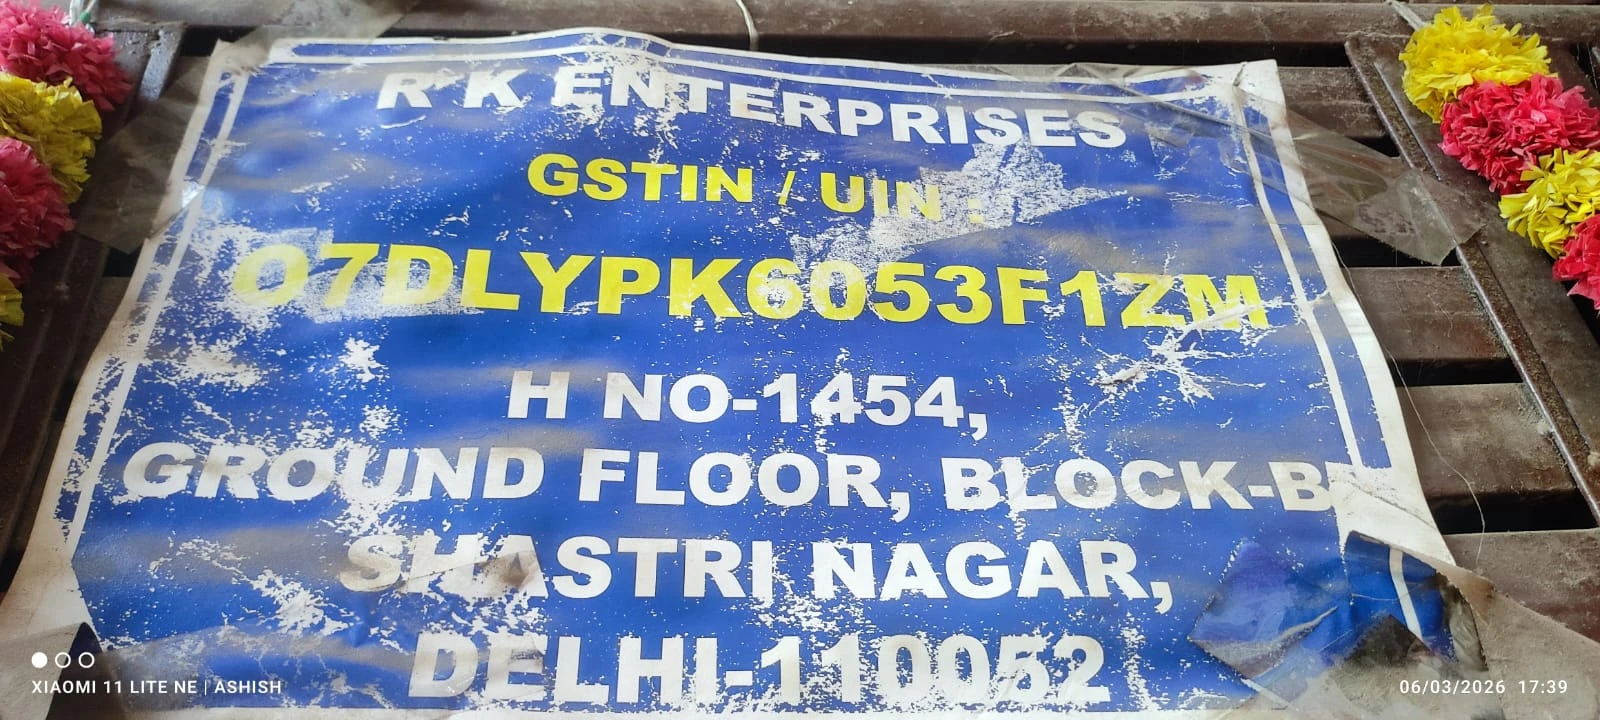 R K ENTERPRISES
GSTIN / UIN :
07DLYPK6053F1ZM
H NO-1454,
GROUND FLOOR, BLOCK-B
SHASTRI NAGAR,
DELHI-110052
XIAOMI 11 LITE NE | ASHISH
06/03/2026 17:39